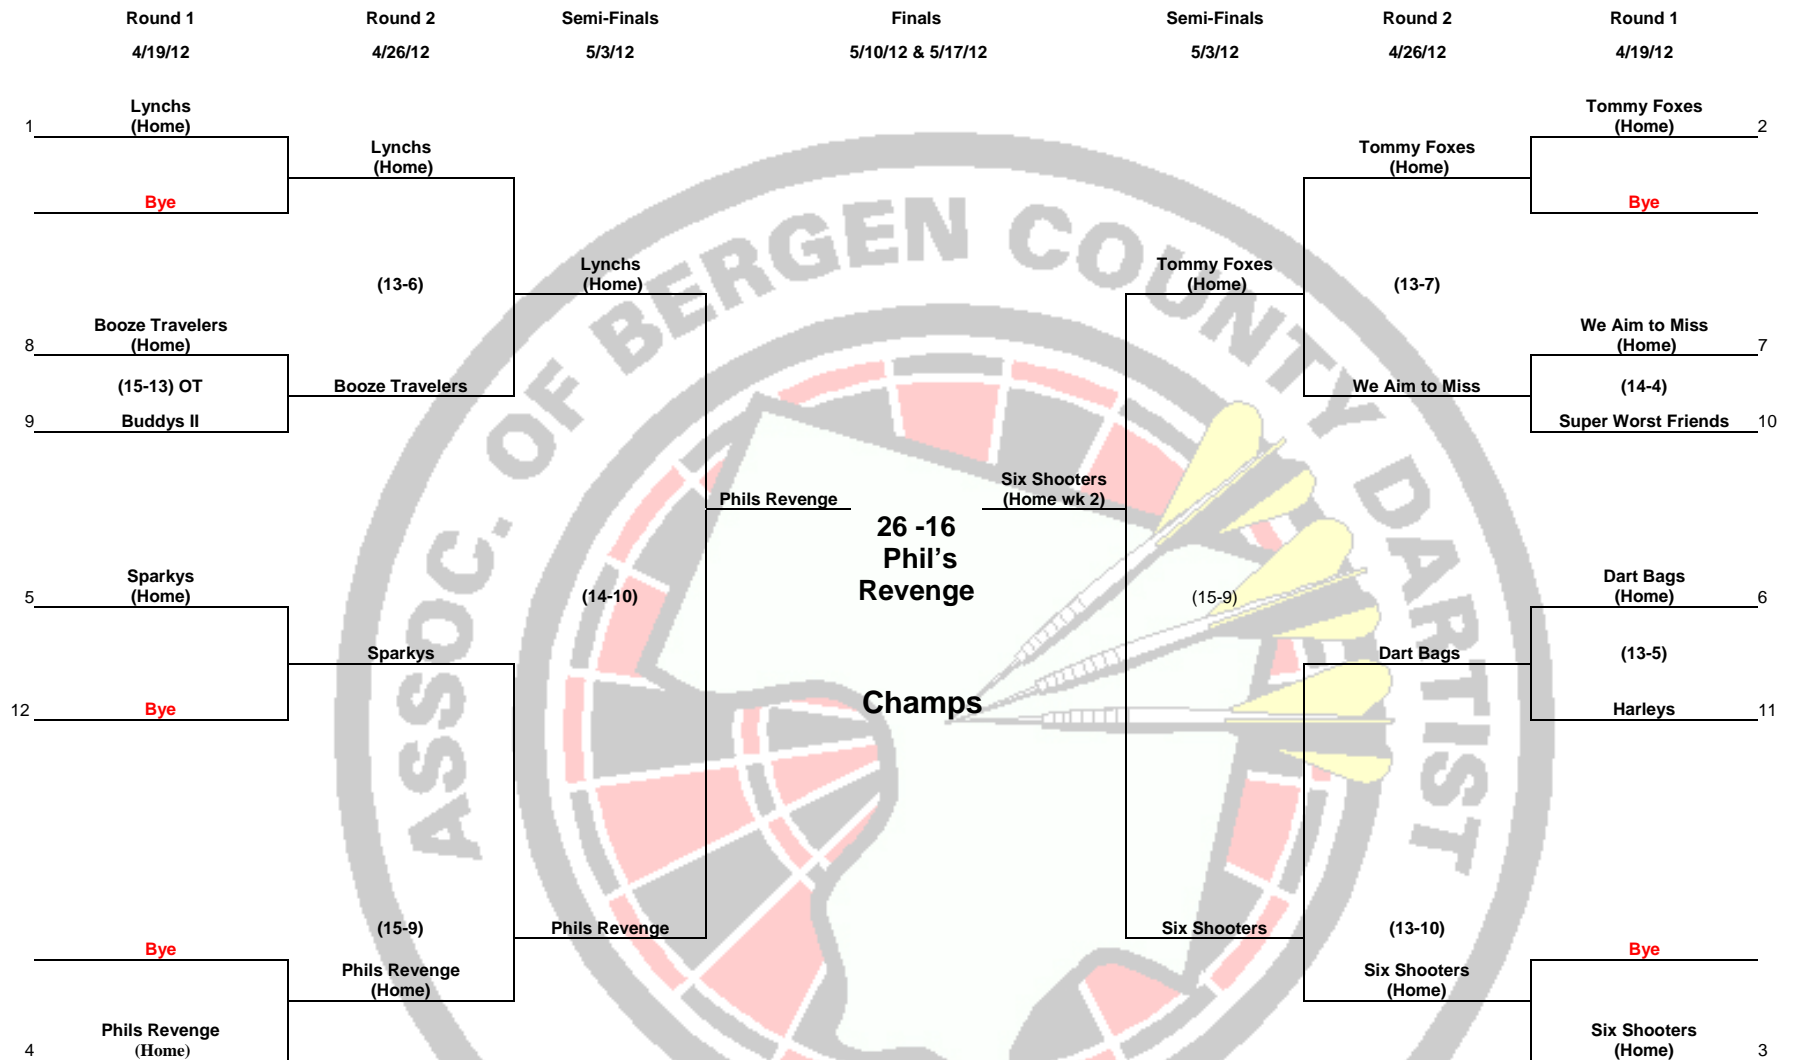 Round 1
Round 2
Semi-Finals
Finals
Semi-Finals
Round 2
Round 1
4/19/12
4/26/12
5/3/12
5/10/12 & 5/17/12
5/3/12
4/26/12
4/19/12
Lynchs
(Home)
1
Bye
Booze Travelers
(Home)
8
(15-13) OT
Buddys II
9
Sparkys
(Home)
5
Bye
12
Bye
Phils Revenge
(Home)
4
Lynchs
(Home)
(13-6)
Booze Travelers
Sparkys
(15-9)
Phils Revenge
(Home)
Lynchs
(Home)
(14-10)
Phils Revenge
Phils Revenge
26 -16
Phil’s
Revenge
Champs
Six Shooters
(Home wk 2)
Tommy Foxes
(Home)
(15-9)
Six Shooters
Tommy Foxes
(Home)
(13-7)
We Aim to Miss
Dart Bags
(13-10)
Six Shooters
(Home)
Tommy Foxes
(Home)
2
Bye
We Aim to Miss
(Home)
7
(14-4)
Super Worst Friends
10
Dart Bags
(Home)
6
(13-5)
Harleys
11
Bye
Six Shooters
(Home)
3
ASSOC. OF BERGEN COUNTY DARTIST